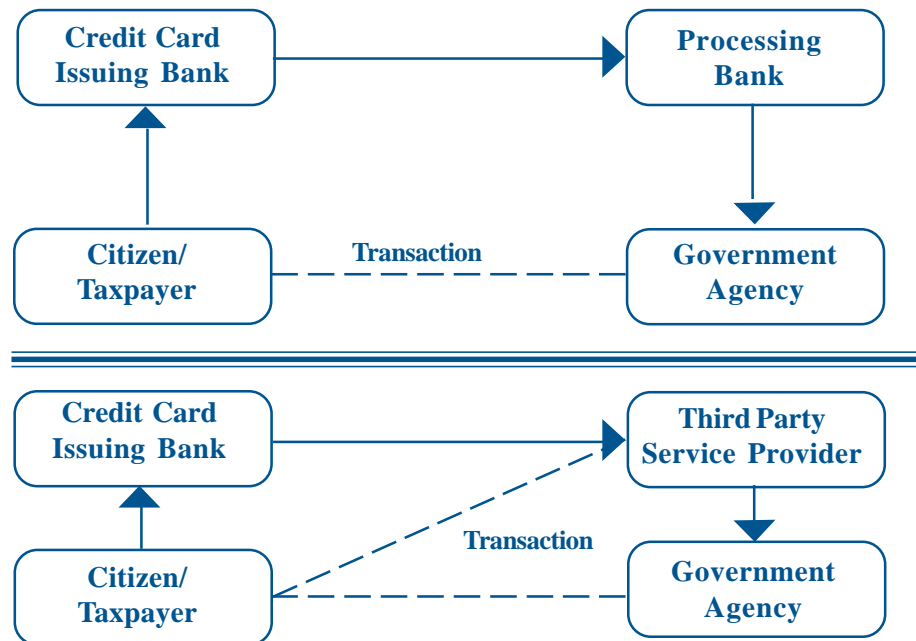 Credit Card
Issuing Bank
Processing
Bank
Citizen/
Taxpayer
Transaction
Government
Agency
Credit Card
Issuing Bank
Third Party
Service Provider
Transaction
Citizen/
Taxpayer
Government
Agency